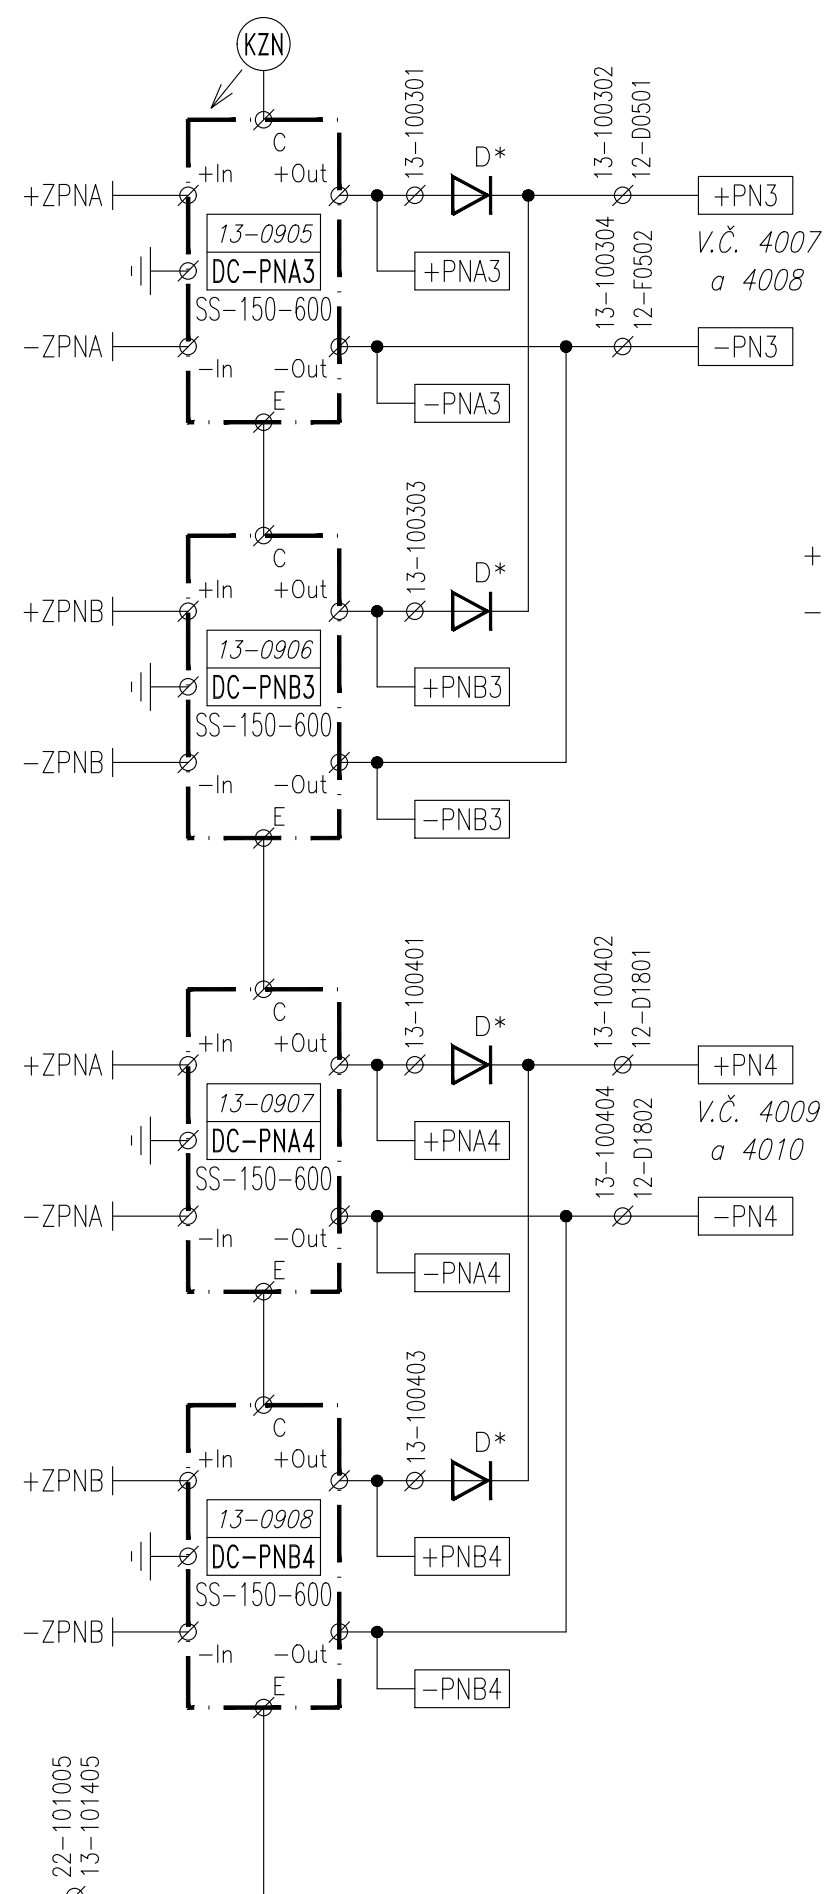 KZN
13-100301
13-100302
12-D0501
C
D*
+In
+Out
+ZPNA
+PN3
13-0905
13-100304
12-F0502
V.Č. 4007
a 4008
DC-PNA3
+PNA3
SS-150-600
-ZPNA
-In
-Out
-PN3
E
-PNA3
13-100303
C
D*
+
+In
+Out
+ZPNB
-
13-0906
DC-PNB3
+PNB3
SS-150-600
-ZPNB
-In
-Out
E
-PNB3
13-100401
13-100402
12-D1801
C
D*
+In
+Out
+ZPNA
+PN4
13-0907
13-100404
12-D1802
V.Č. 4009
a 4010
DC-PNA4
+PNA4
SS-150-600
-ZPNA
-In
-Out
-PN4
E
-PNA4
13-100403
C
D*
+In
+Out
+ZPNB
13-0908
DC-PNB4
+PNB4
SS-150-600
-ZPNB
-In
-Out
E
-PNB4
22-101005
13-101405